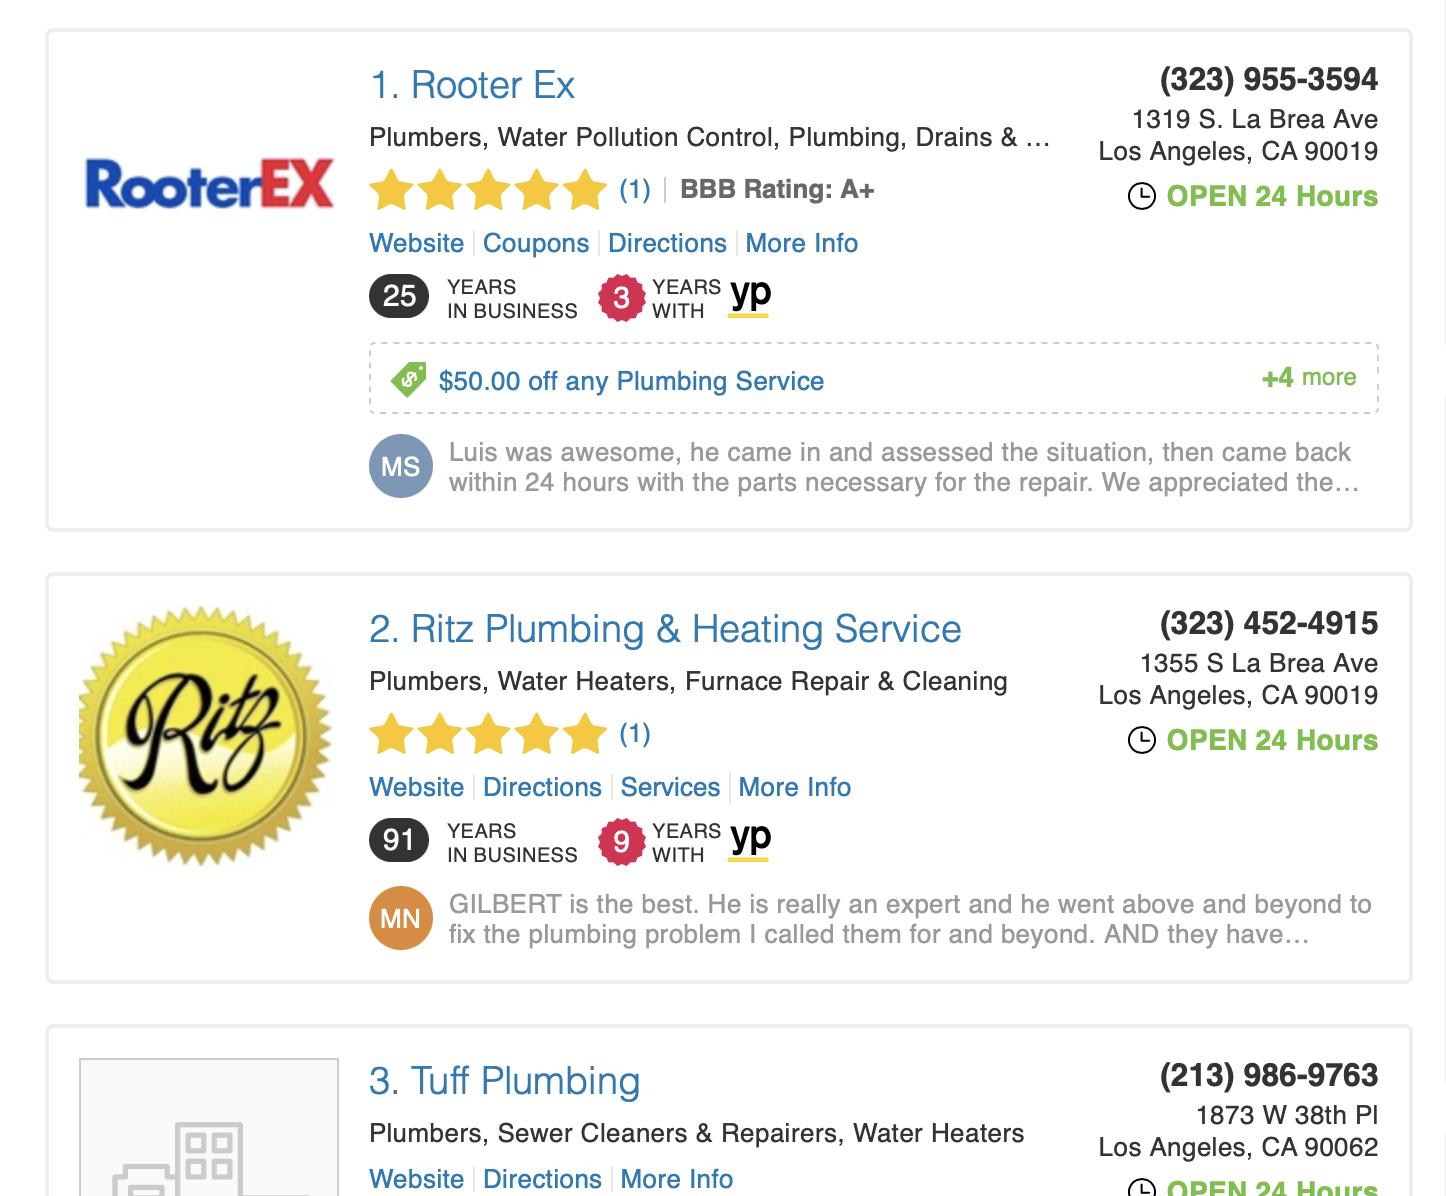 RooterEX
1. Rooter Ex
Plumbers, Water Pollution Control, Plumbing, Drains & ...
(1) BBB Rating: A+
Website Coupons Directions More Info
25 YEARS IN BUSINESS 3 YEARS WITH yp
$50.00 off any Plumbing Service +4 more
MS
Luis was awesome, he came in and assessed the situation, then came back
within 24 hours with the parts necessary for the repair. We appreciated the...
(323) 955-3594
1319 S. La Brea Ave
Los Angeles, CA 90019
OPEN 24 Hours
Ritz
2. Ritz Plumbing & Heating Service
Plumbers, Water Heaters, Furnace Repair & Cleaning
(1)
Website Directions Services More Info
91 YEARS IN BUSINESS 9 YEARS WITH yp
MN
GILBERT is the best. He is really an expert and he went above and beyond to
fix the plumbing problem I called them for and beyond. AND they have...
(323) 452-4915
1355 S La Brea Ave
Los Angeles, CA 90019
OPEN 24 Hours
3. Tuff Plumbing
Plumbers, Sewer Cleaners & Repairers, Water Heaters
Website Directions More Info
(213) 986-9763
1873 W 38th Pl
Los Angeles, CA 90062
OPEN 24 Hours